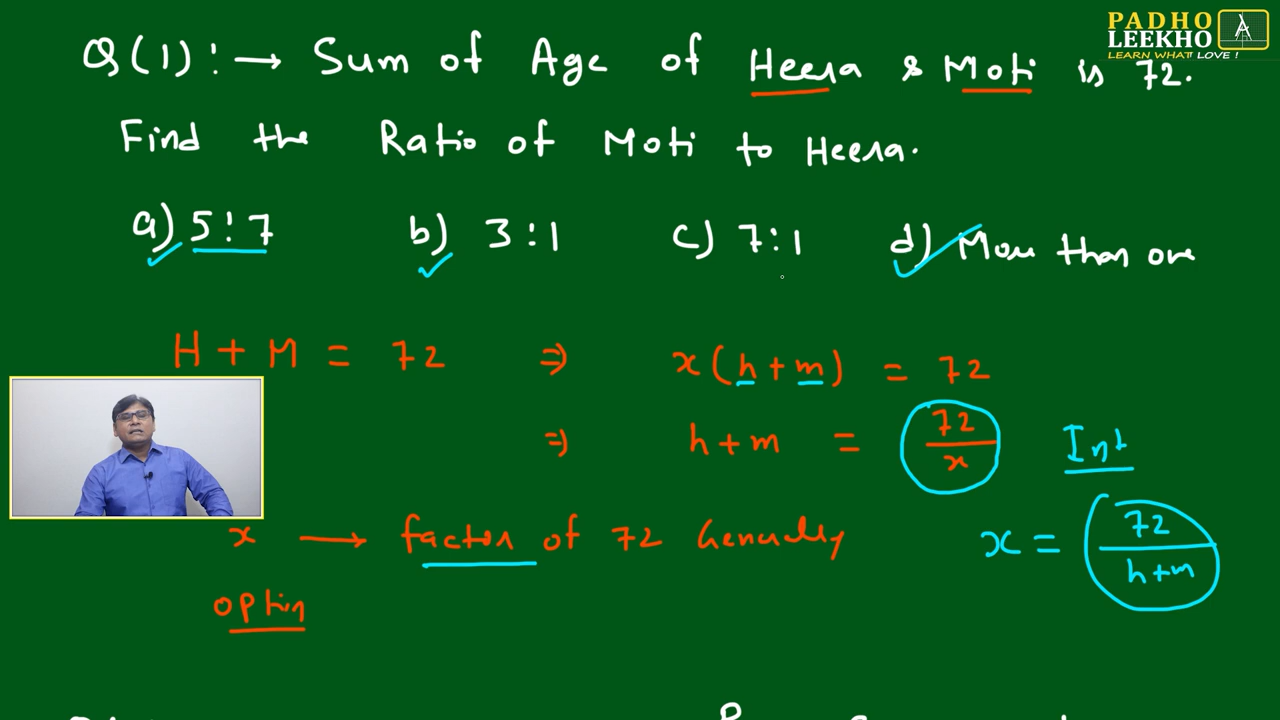 PADHO
LEEKHO
LEARN WHAT LOVE !
Q(1) :→ Sum of Age of Heera & Moti is 72.
Find the Ratio of Moti to Heera.
a) 5:7 b) 3:1 c) 7:1 d) More than one
H + M = 72 ⇒ x(h+m) = 72
⇒ h+m = 72/x Int
x → factor of 72 Generally x = 72/h+m
option